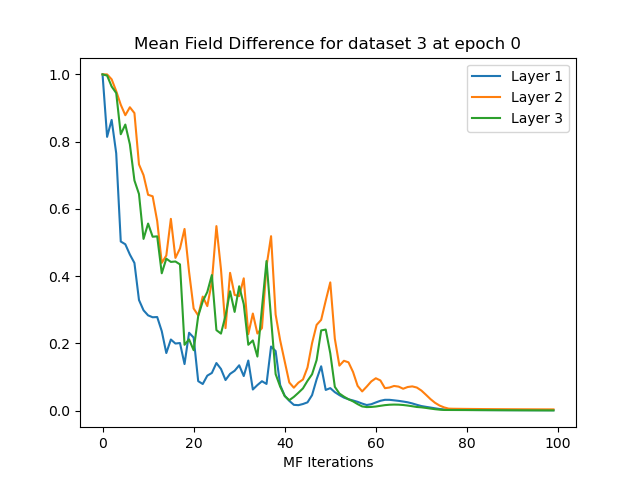 Mean Field Difference for dataset 3 at epoch 0
Layer 1
Layer 2
Layer 3
1.0
0.8
0.6
0.4
0.2
0.0
0 20 40 60 80 100
MF Iterations